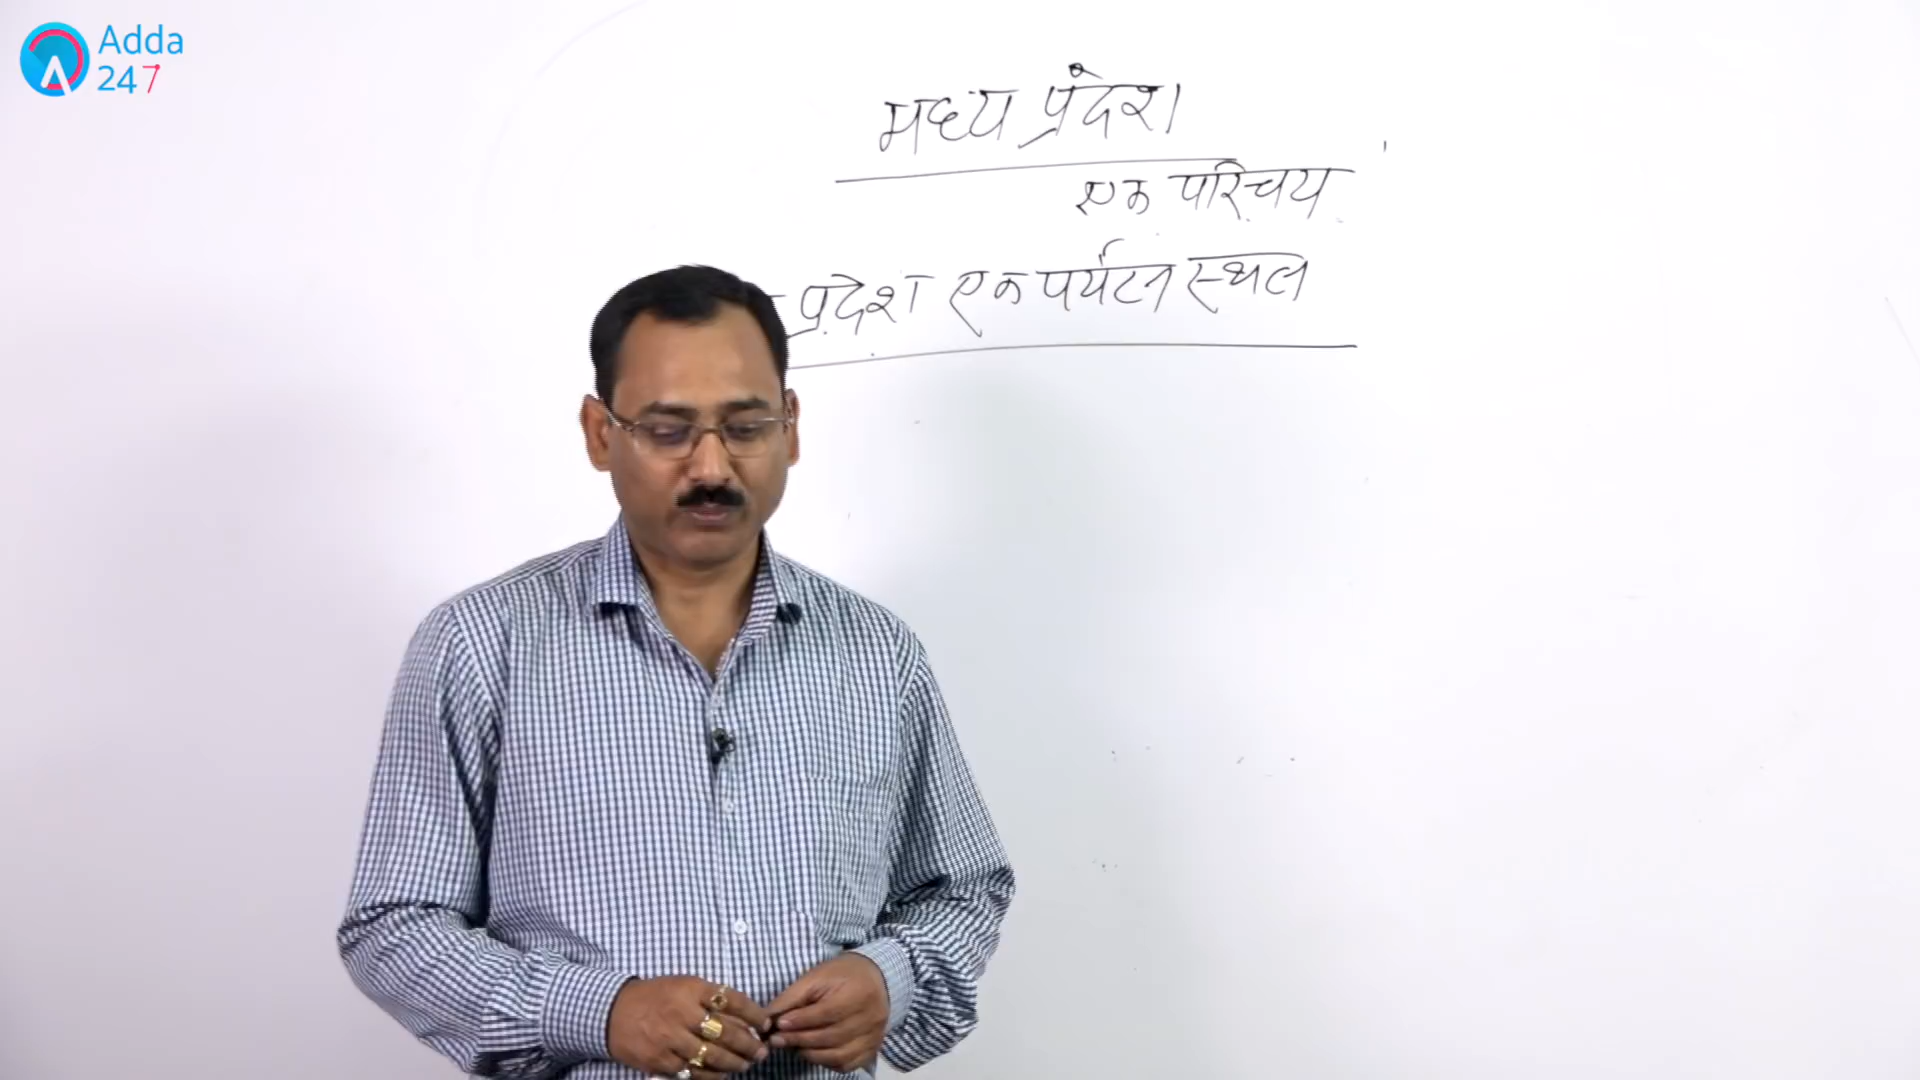 Adda
247
मध्य प्रदेश
एक परिचय
प्रदेश एक पर्यटन स्थल